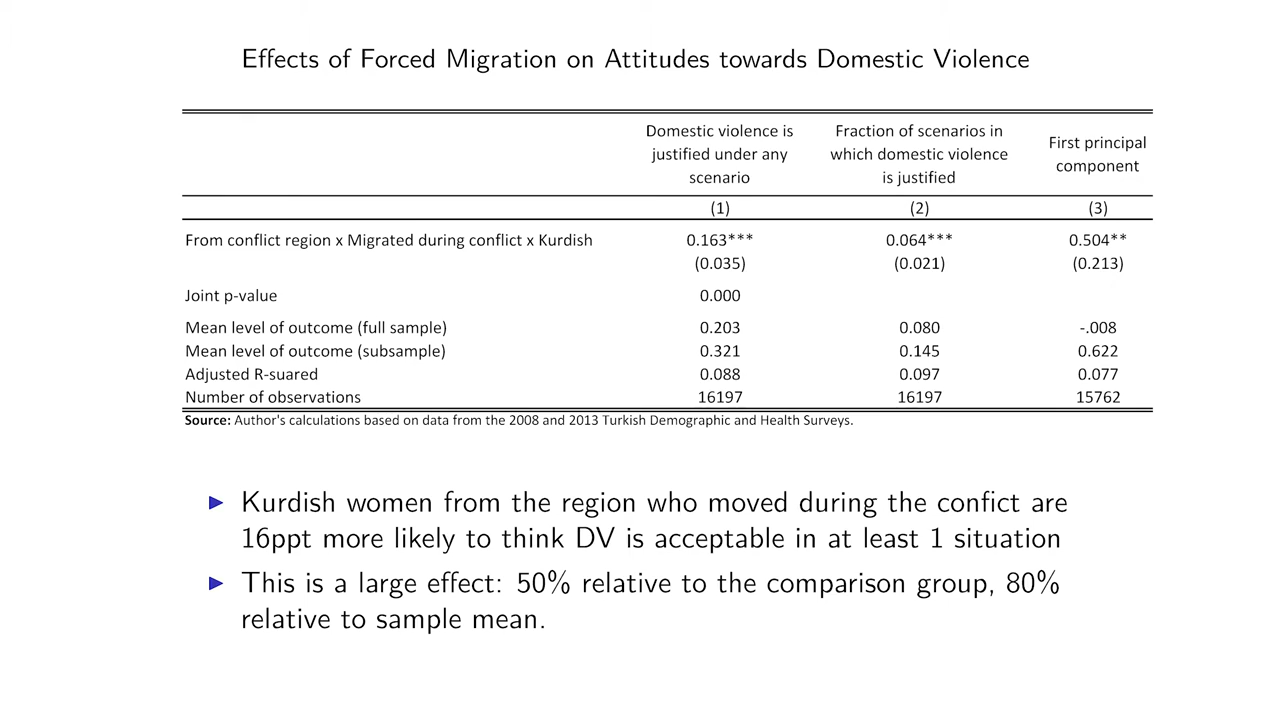 Effects of Forced Migration on Attitudes towards Domestic Violence
Domestic violence is justified under any scenario Fraction of scenarios in which domestic violence is justified First principal component
(1) (2) (3)
From conflict region x Migrated during conflict x Kurdish 0.163*** 0.064*** 0.504**
(0.035) (0.021) (0.213)
Joint p-value 0.000
Mean level of outcome (full sample) 0.203 0.080 -.008
Mean level of outcome (subsample) 0.321 0.145 0.622
Adjusted R-suared 0.088 0.097 0.077
Number of observations 16197 16197 15762
Source: Author's calculations based on data from the 2008 and 2013 Turkish Demographic and Health Surveys.
Kurdish women from the region who moved during the confict are
16ppt more likely to think DV is acceptable in at least 1 situation
This is a large effect: 50% relative to the comparison group, 80%
relative to sample mean.